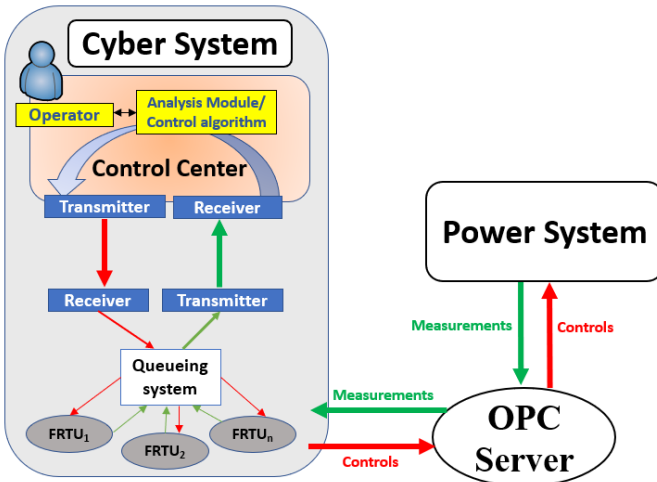 Cyber System
Operator
Analysis Module/
Control algorithm
Control Center
Transmitter
Receiver
Receiver
Transmitter
Queueing
system
FRTU1
FRTU2
FRTUn
Power System
Measurements
Controls
Measurements
Controls
OPC
Server